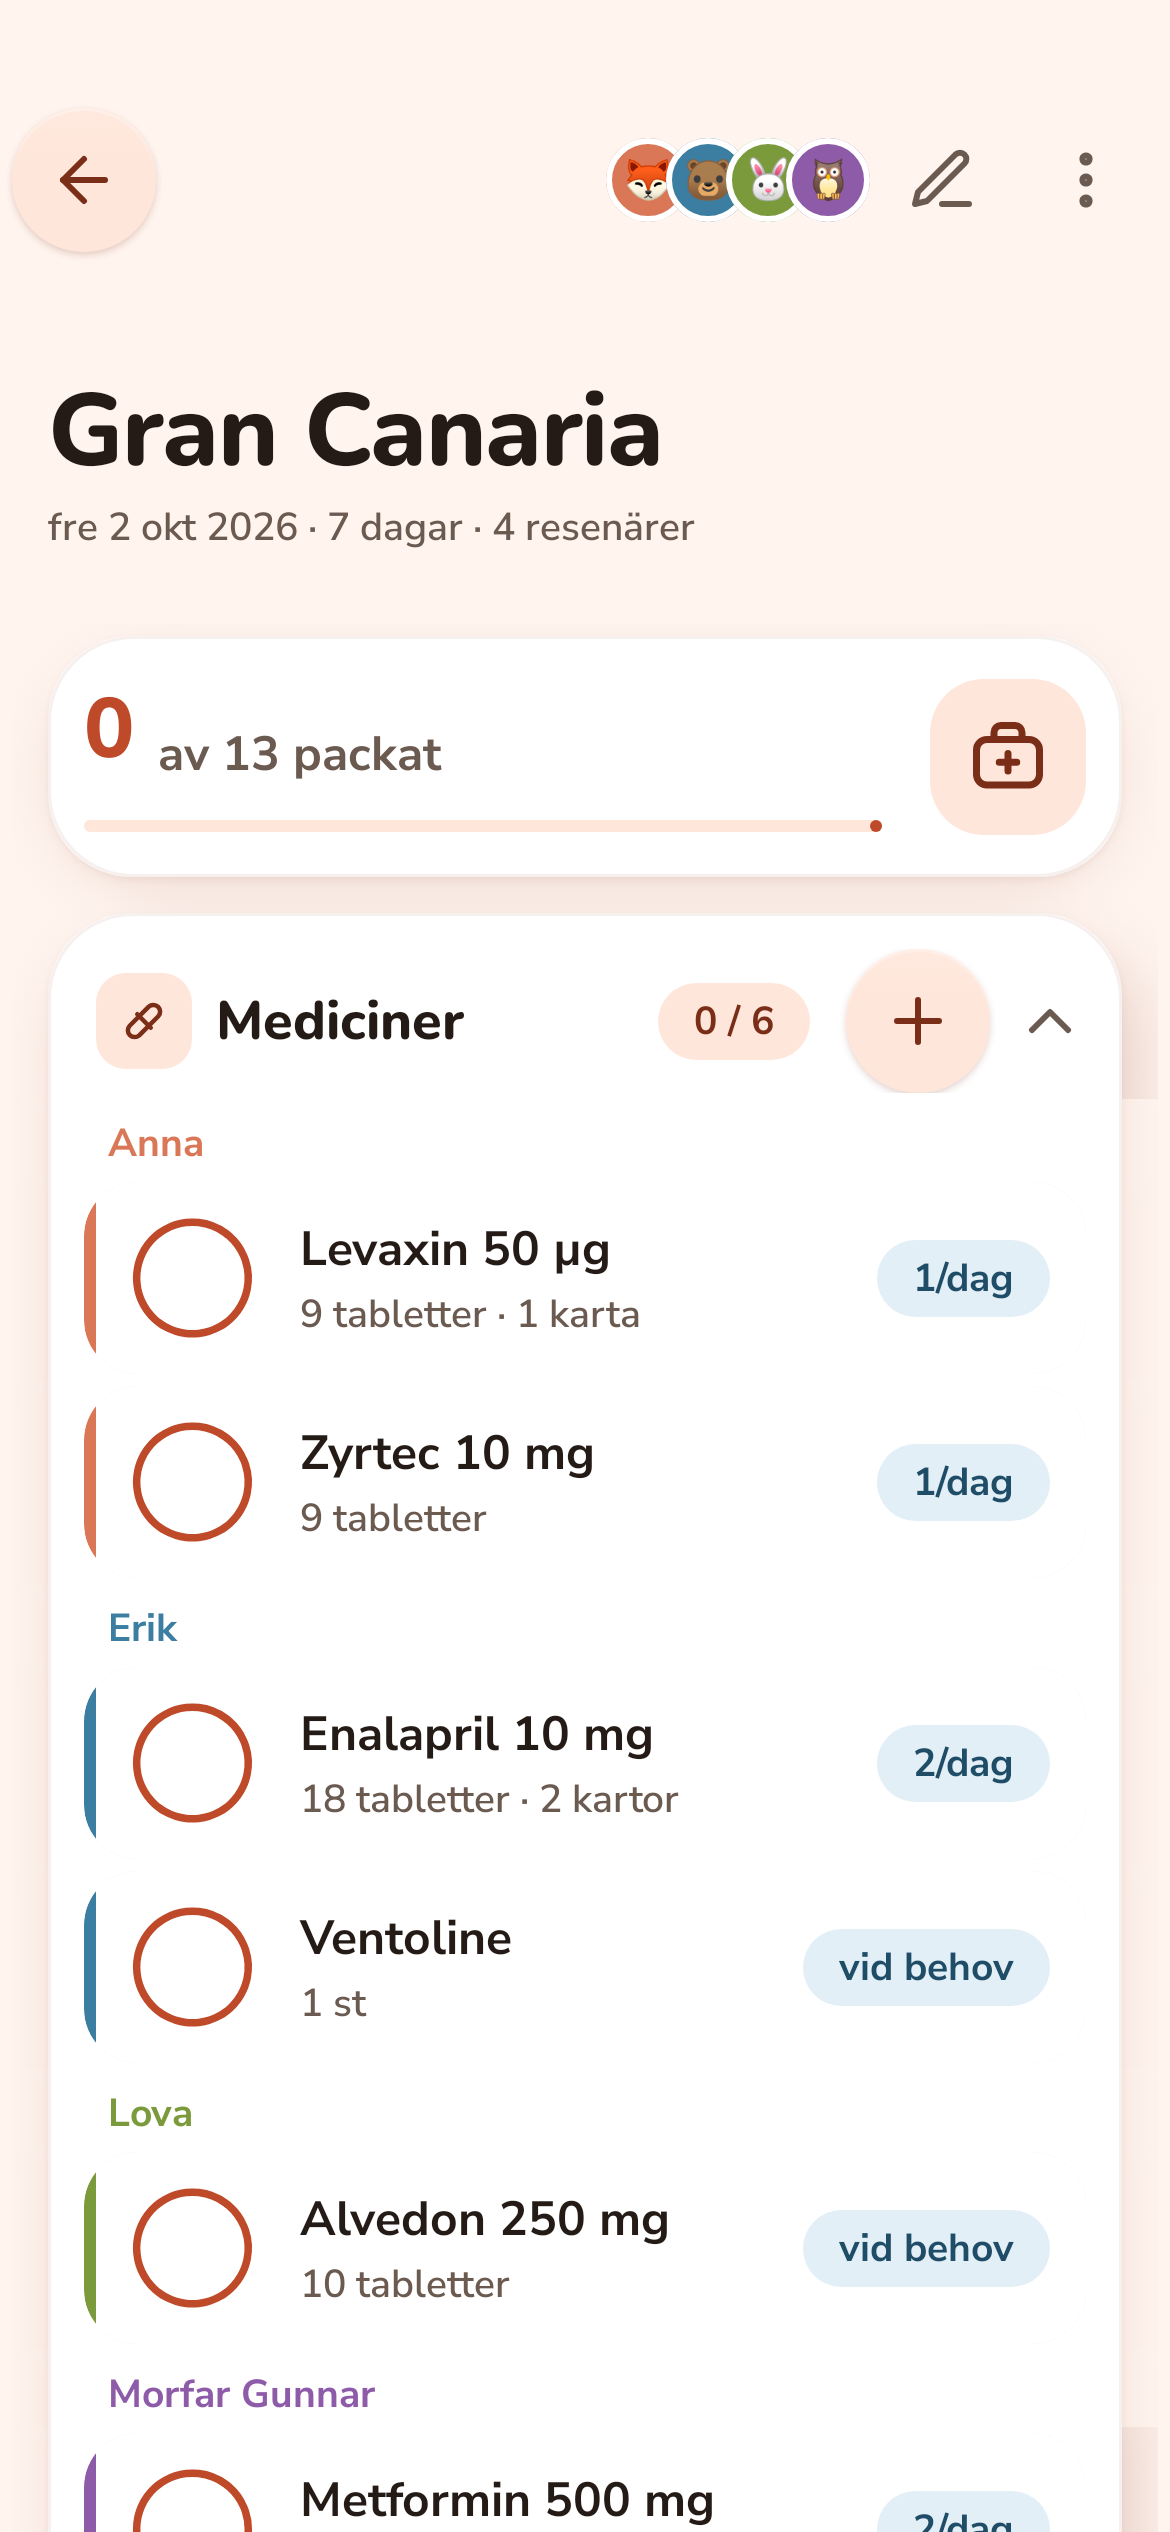 Gran Canaria
fre 2 okt 2026 · 7 dagar · 4 resenärer
0 av 13 packat
Mediciner 0 / 6
Anna
Levaxin 50 µg
9 tabletter · 1 karta
1/dag
Zyrtec 10 mg
9 tabletter
1/dag
Erik
Enalapril 10 mg
18 tabletter · 2 kartor
2/dag
Ventoline
1 st
vid behov
Lova
Alvedon 250 mg
10 tabletter
vid behov
Morfar Gunnar
Metformin 500 mg
2/dag